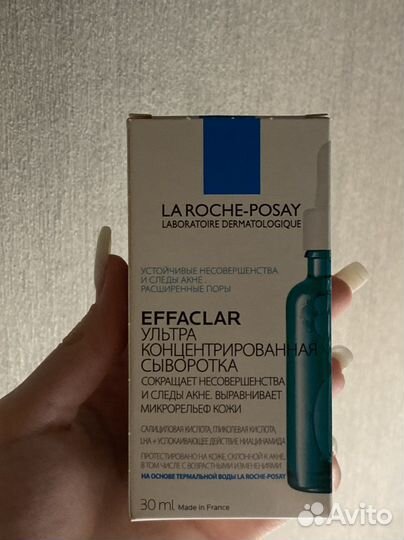 LA ROCHE-POSAY
LABORATOIRE DERMATOLOGIQUE
УСТОЙЧИВЫЕ НЕСОВЕРШЕНСТВА
И СЛЕДЫ АКНЕ.
РАСШИРЕННЫЕ ПОРЫ
EFFACLAR
УЛЬТРА
КОНЦЕНТРИРОВАННАЯ
СЫВОРОТКА
СОКРАЩАЕТ НЕСОВЕРШЕНСТВА
И СЛЕДЫ АКНЕ. ВЫРАВНИВАЕТ
МИКРОРЕЛЬЕФ КОЖИ
САЛИЦИЛОВАЯ КИСЛОТА, ГЛИКОЛЕВАЯ КИСЛОТА,
LHA + УСПОКАИВАЮЩЕЕ ДЕЙСТВИЕ НИАЦИНАМИДА
ПРОТЕСТИРОВАНО НА КОЖЕ, СКЛОННОЙ К АКНЕ,
В ТОМ ЧИСЛЕ С ВОЗРАСТНЫМИ ИЗМЕНЕНИЯМИ
НА ОСНОВЕ ТЕРМАЛЬНОЙ ВОДЫ LA ROCHE-POSAY
30 ml Made in France
Avito